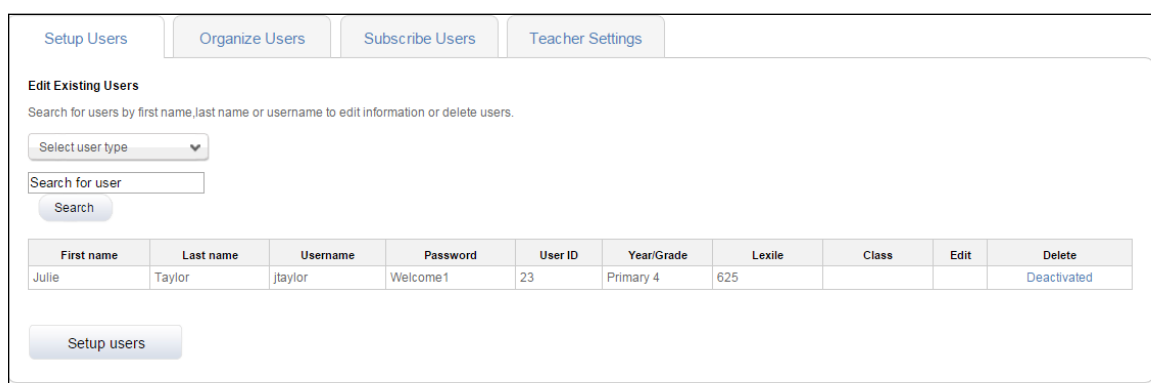 Setup Users Organize Users Subscribe Users Teacher Settings
Edit Existing Users
Search for users by first name,last name or username to edit information or delete users.
Select user type
Search for user
Search
First name Last name Username Password User ID Year/Grade Lexile Class Edit Delete
Julie Taylor jtaylor Welcome1 23 Primary 4 625 Deactivated
Setup users